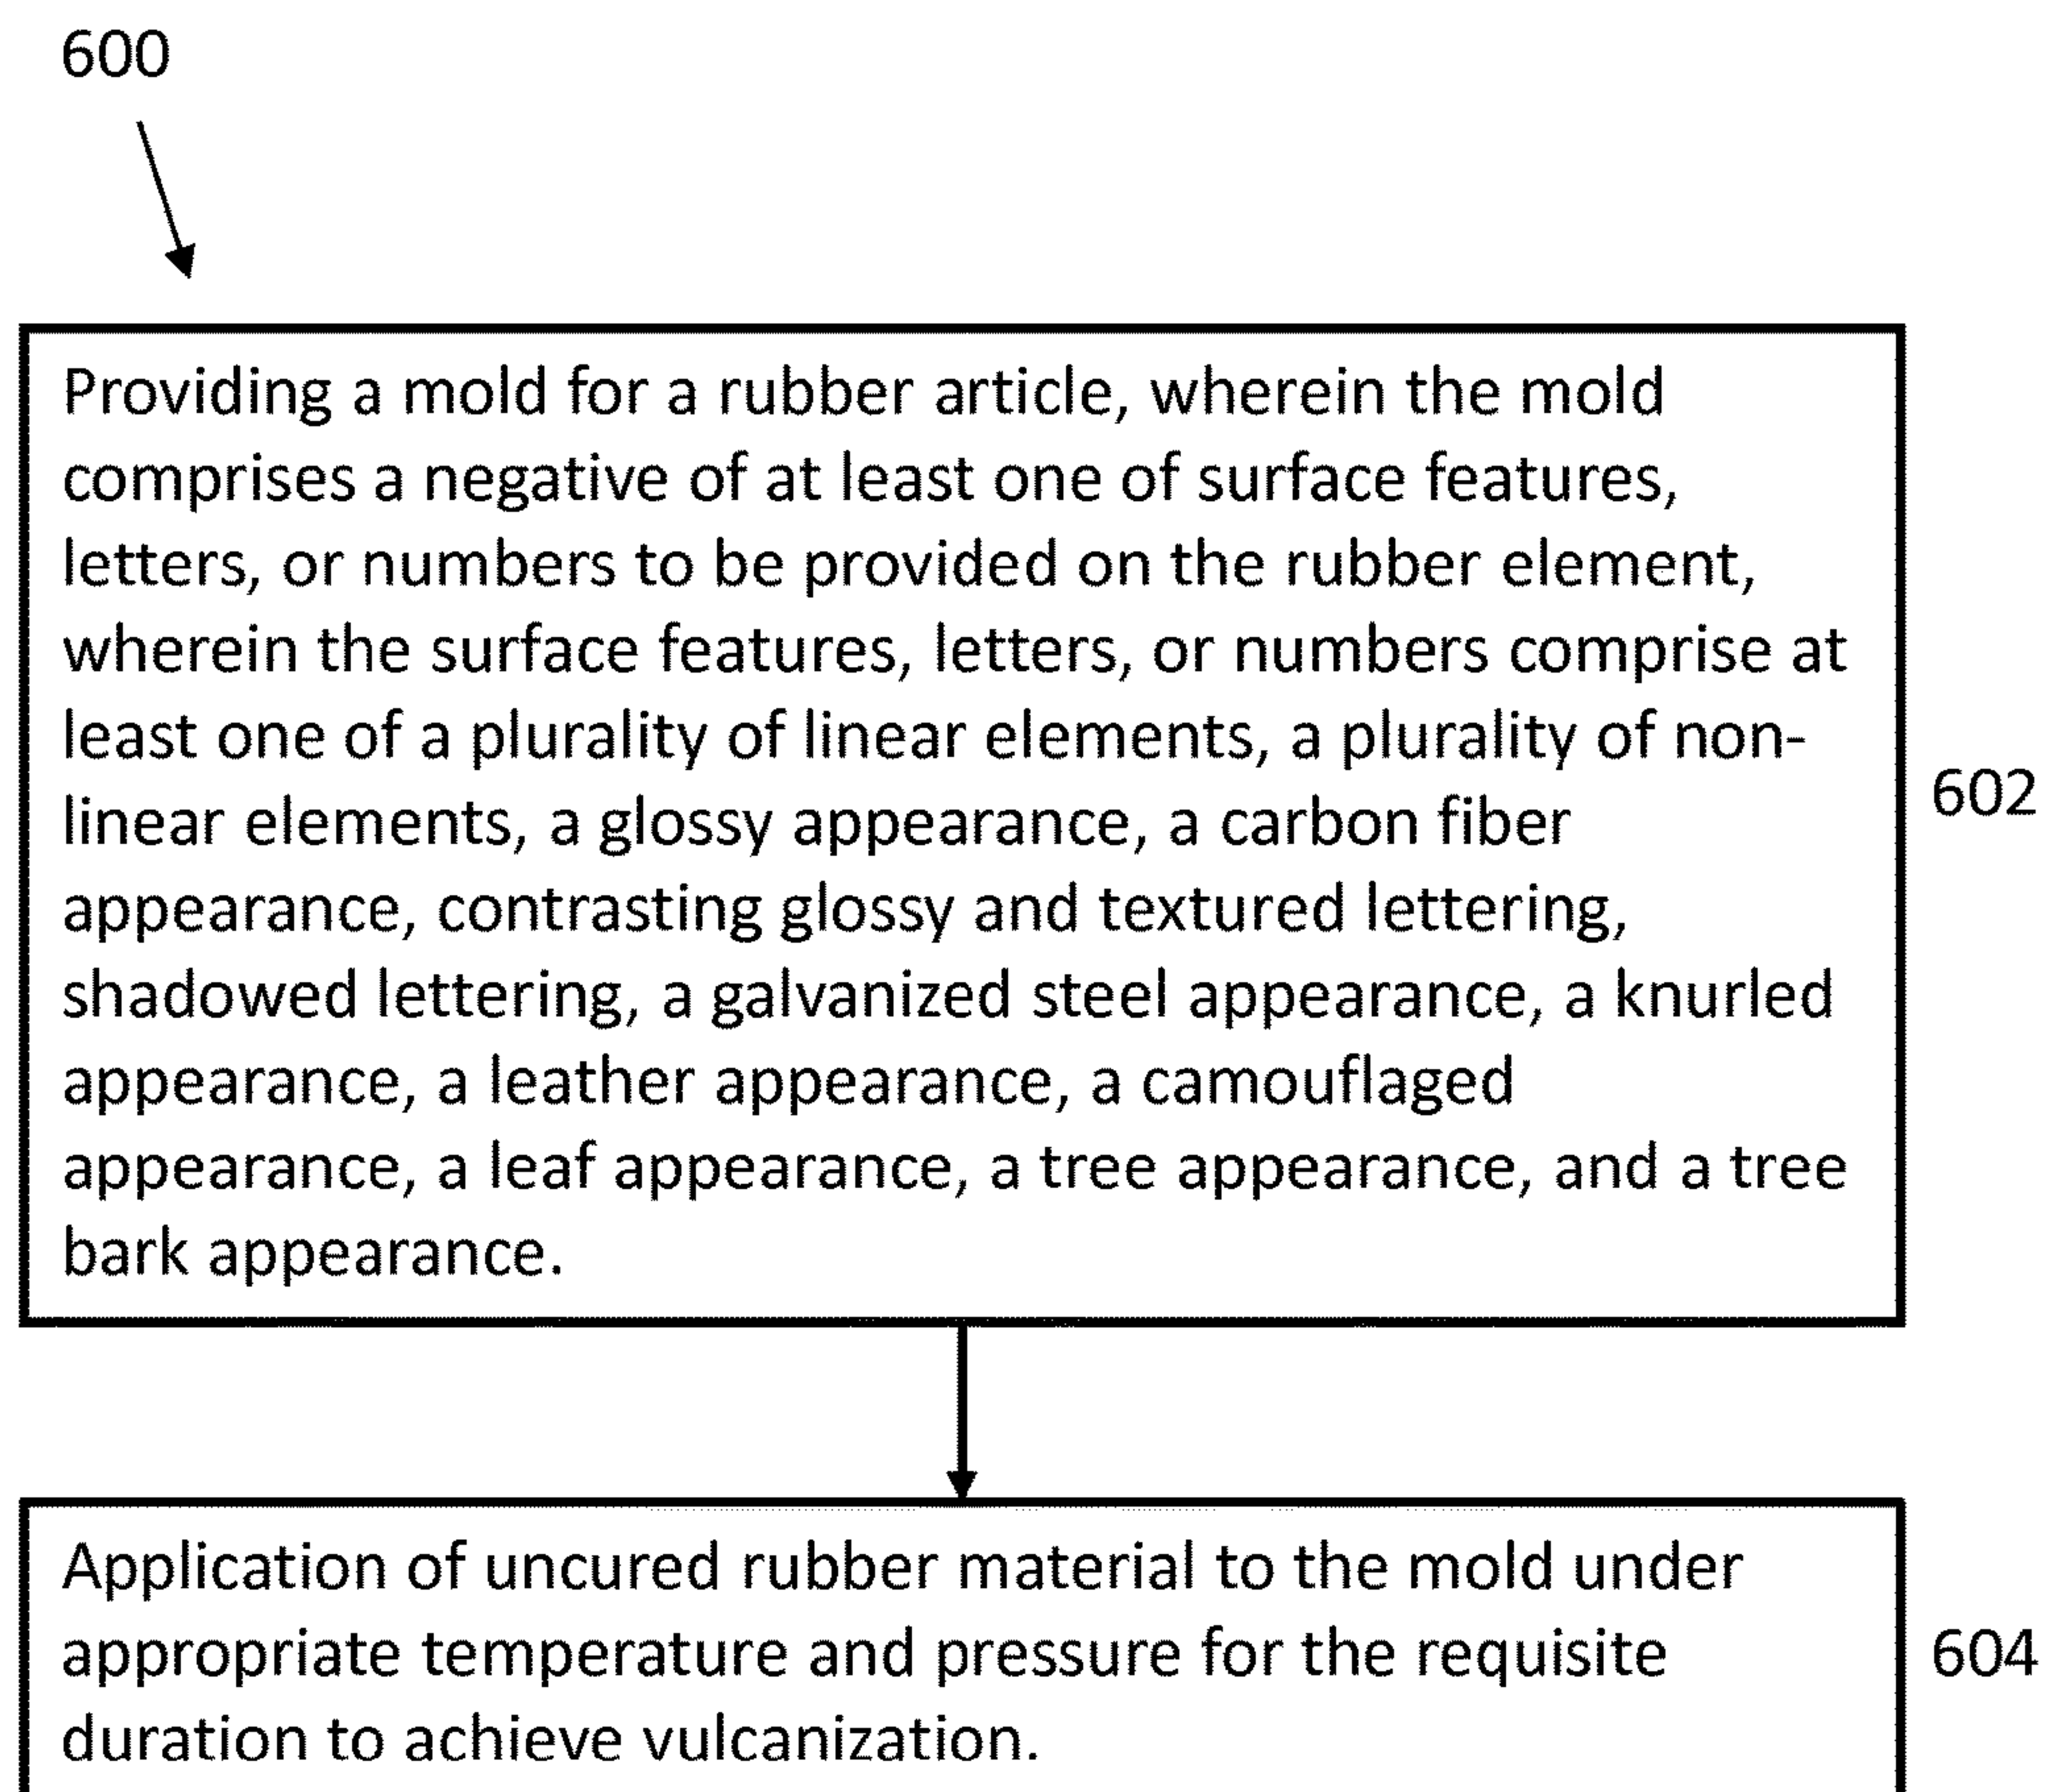 600
Providing a mold for a rubber article, wherein the mold
comprises a negative of at least one of surface features,
letters, or numbers to be provided on the rubber element,
wherein the surface features, letters, or numbers comprise at
least one of a plurality of linear elements, a plurality of non-
linear elements, a glossy appearance, a carbon fiber
appearance, contrasting glossy and textured lettering,
shadowed lettering, a galvanized steel appearance, a knurled
appearance, a leather appearance, a camouflaged
appearance, a leaf appearance, a tree appearance, and a tree
bark appearance.
602
Application of uncured rubber material to the mold under
appropriate temperature and pressure for the requisite
duration to achieve vulcanization.
604